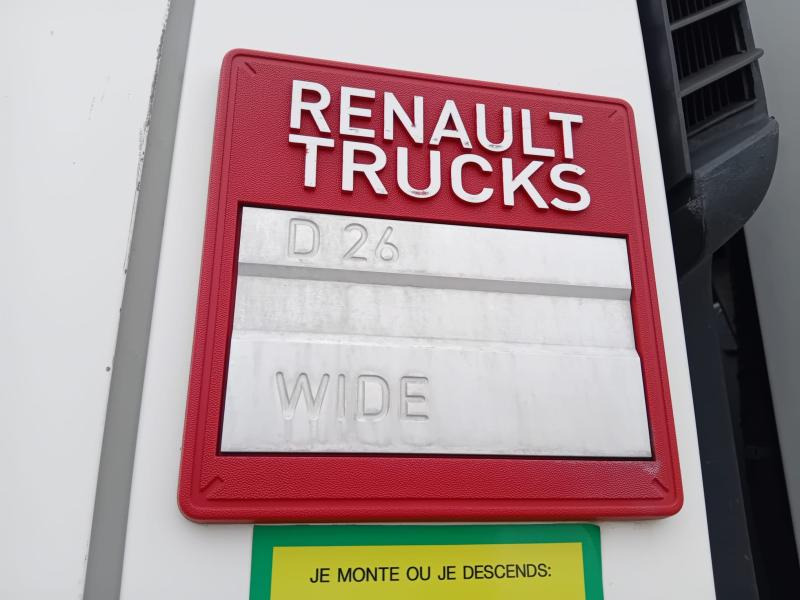 RENAULT
TRUCKS
D 26
WIDE
JE MONTE OU JE DESCENDS: